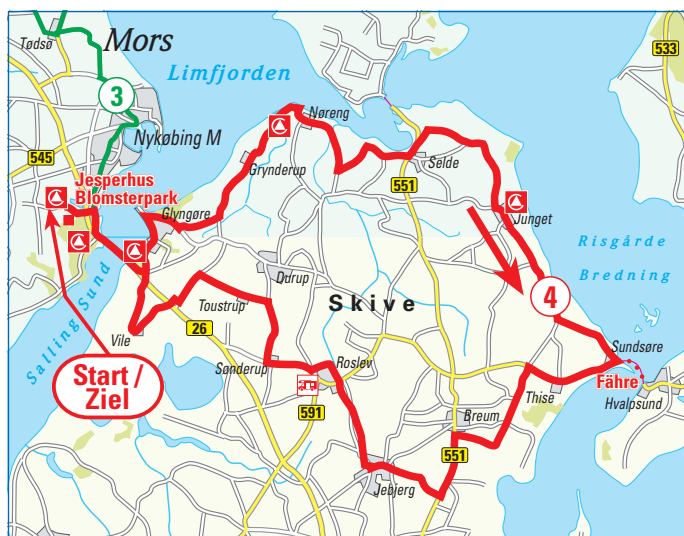 Tødsø
Mors
Limfjorden
533
3
Nykøbing M
Nøreng
545
Grynderup
Selde
551
Jesperhus
Blomsterpark
Glyngøre
Junget
Risgårde
Bredning
Durup
4
Salling Sund
Toustrup
Skive
Vile
26
Sønderup
Roslev
Sundsøre
Start /
Ziel
Fähre
Thise
Hvalpsund
591
Breum
551
Jebjerg